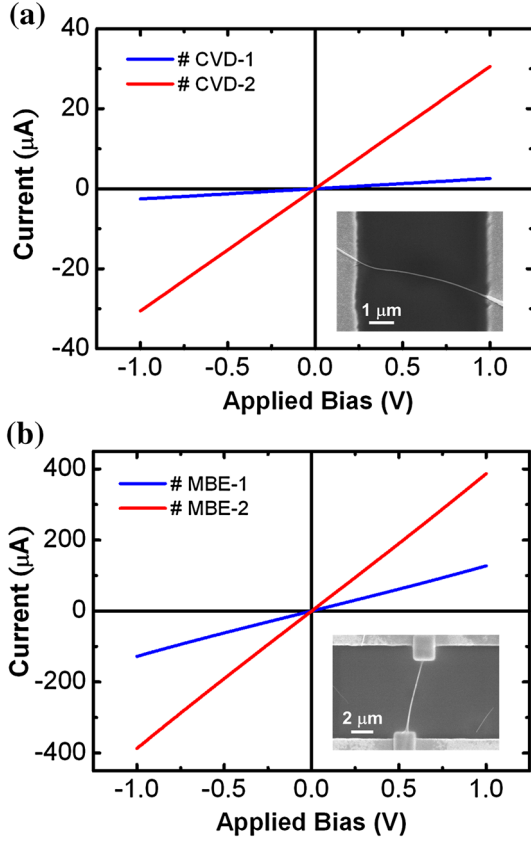 (a)
# CVD-1
# CVD-2
40
20
0
-20
-40
Current (μA)
1 μm
-1.0 -0.5 0.0 0.5 1.0
Applied Bias (V)
(b)
# MBE-1
# MBE-2
400
200
0
-200
-400
Current (μA)
2 μm
-1.0 -0.5 0.0 0.5 1.0
Applied Bias (V)